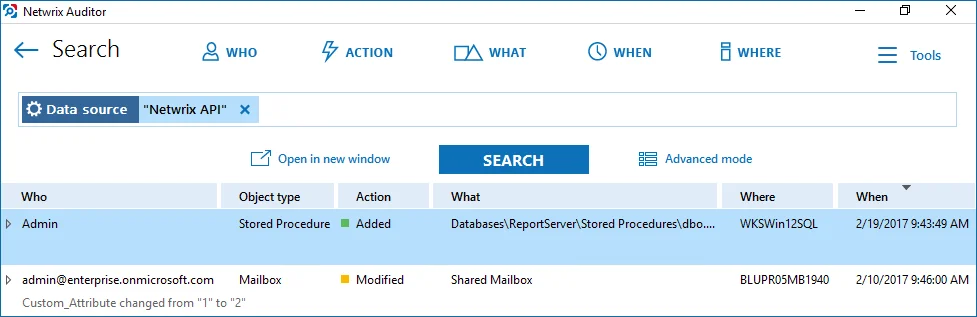 Netwrix Auditor
Search WHO ACTION WHAT WHEN WHERE Tools
Data source "Netwrix API"
Open in new window SEARCH Advanced mode
Who Object type Action What Where When
Admin Stored Procedure Added Databases\ReportServer\Stored Procedures\dbo.... WKSWin12SQL 2/19/2017 9:43:49 AM
admin@enterprise.onmicrosoft.com Mailbox Modified Shared Mailbox BLUPR05MB1940 2/10/2017 9:46:00 AM
Custom_Attribute changed from "1" to "2"